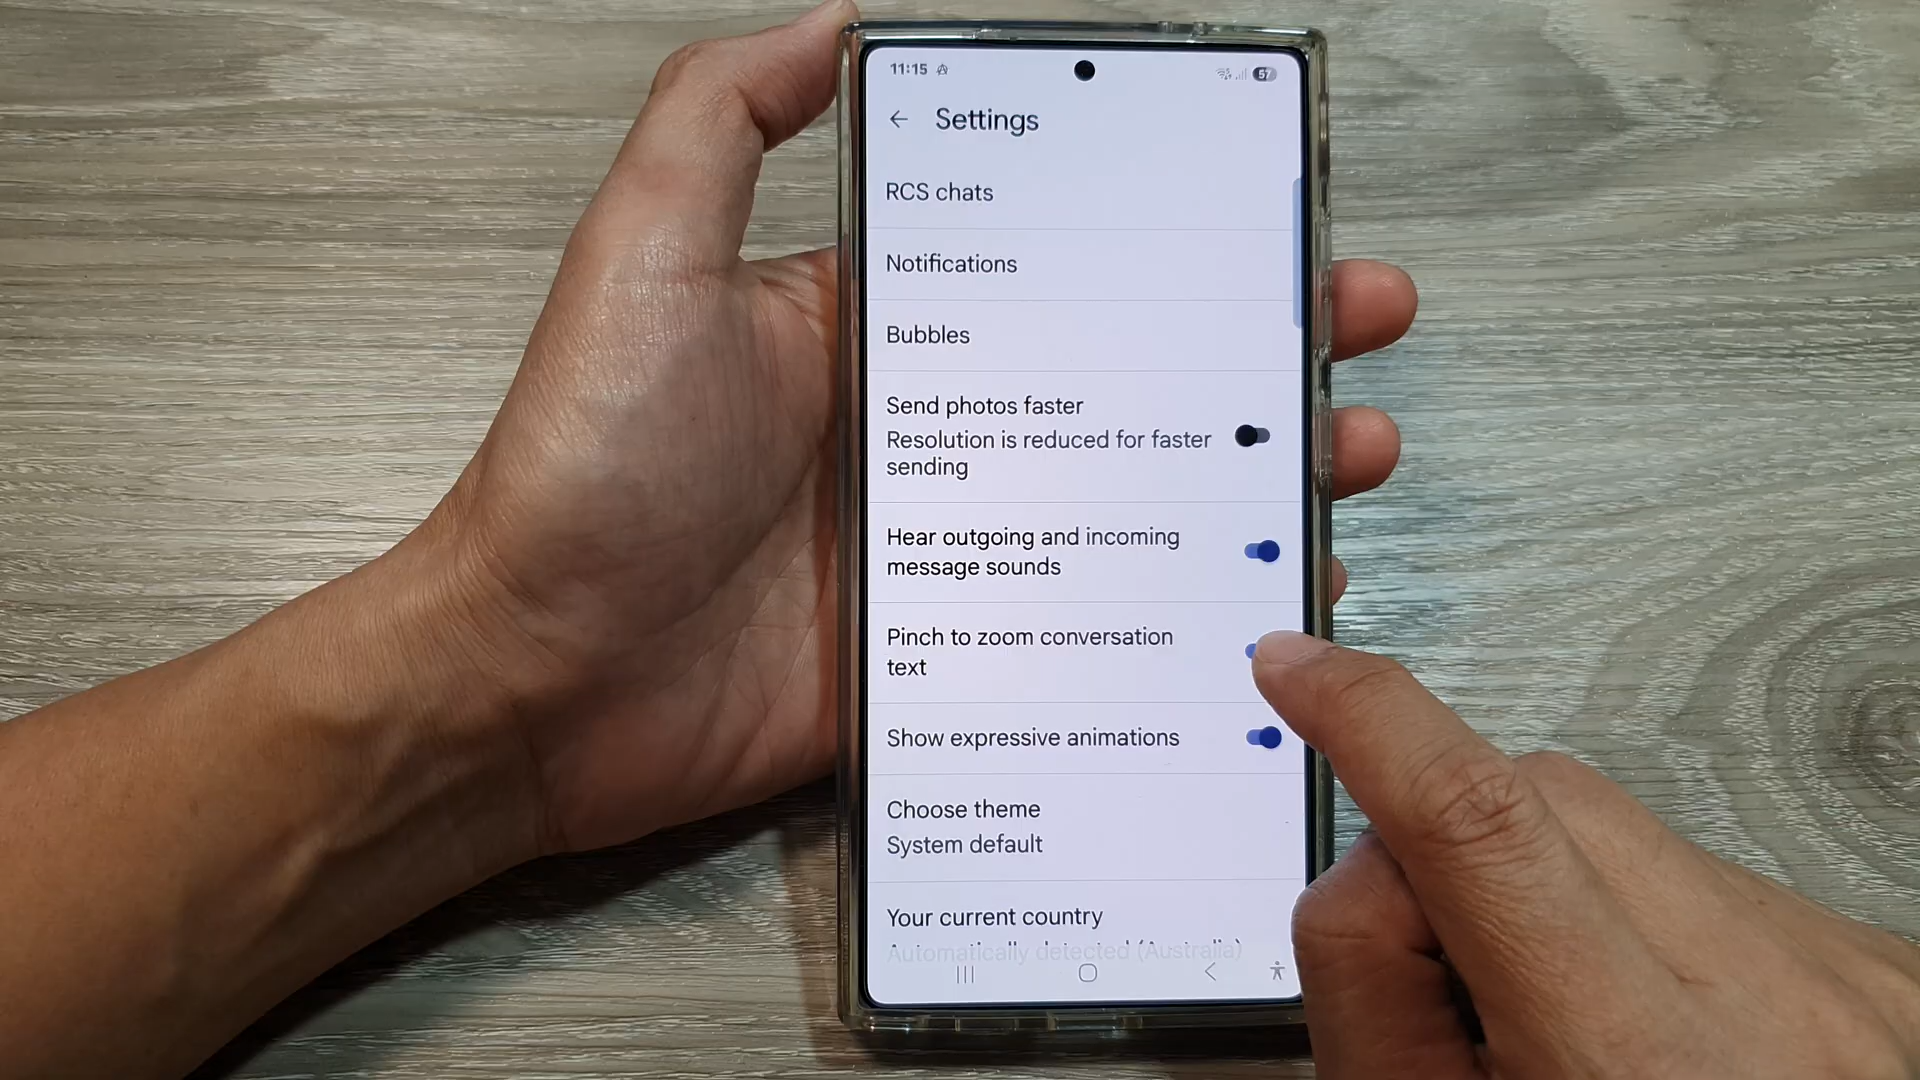 11:15
57
Settings
RCS chats
Notifications
Bubbles
Send photos faster
Resolution is reduced for faster
sending
Hear outgoing and incoming
message sounds
Pinch to zoom conversation
text
Show expressive animations
Choose theme
System default
Your current country
Automatically detected (Australia)